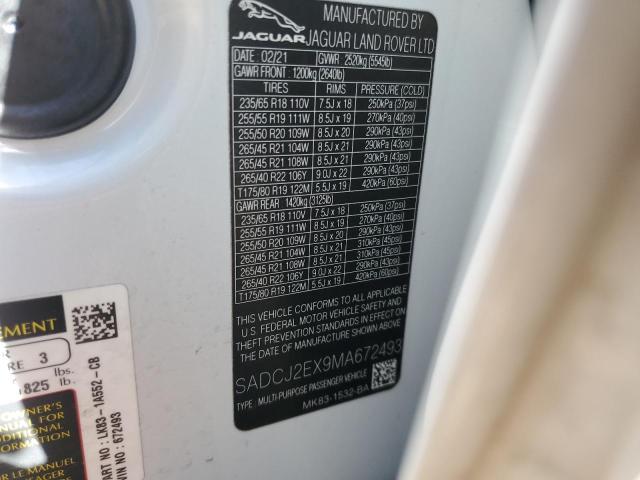 MANUFACTURED BY
JAGUAR JAGUAR LAND ROVER LTD
DATE 02/21 GVWR 2520kg (5545lb)
GAWR FRONT: 1200kg (2640lb)
TIRES RIMS PRESSURE (COLD)
235/65 R18 110V 7.5J x 18 250kPa (37psi)
255/55 R19 111W 8.5J x 19 270kPa (40psi)
255/50 R20 109W 8.5J x 20 290kPa (43psi)
265/45 R21 104W 8.5J x 21 290kPa (43psi)
265/45 R21 108W 8.5J x 21 290kPa (43psi)
265/40 R22 106Y 9.0J x 22 290kPa (43psi)
T175/80 R19 122M 5.5J x 19 420kPa (60psi)
GAWR REAR 1420kg (3125lb)
235/65 R18 110V 7.5J x 18 250kPa (37psi)
255/55 R19 111W 8.5J x 19 270kPa (40psi)
255/50 R20 109W 8.5J x 20 290kPa (43psi)
265/45 R21 104W 8.5J x 21 310kPa (45psi)
265/45 R21 108W 8.5J x 21 310kPa (45psi)
265/40 R22 106Y 9.0J x 22 290kPa (43psi)
T175/80 R19 122M 5.5J x 19 420kPa (60psi)
THIS VEHICLE CONFORMS TO ALL APPLICABLE
U.S. FEDERAL MOTOR VEHICLE SAFETY AND
THEFT PREVENTION STANDARDS IN EFFECT ON
THE DATE OF MANUFACTURE SHOWN ABOVE.
SADCJ2EX9MA672493
TYPE: MULTI-PURPOSE PASSENGER VEHICLE
MK83-1532-BA
EMENT
RE 3
825 lbs.
lb.
OWNER'S
MANUAL FOR
ADDITIONAL
INFORMATION
R LE MANUEL
PART NO: LK83-1A552-CB
VIN NO: 672493